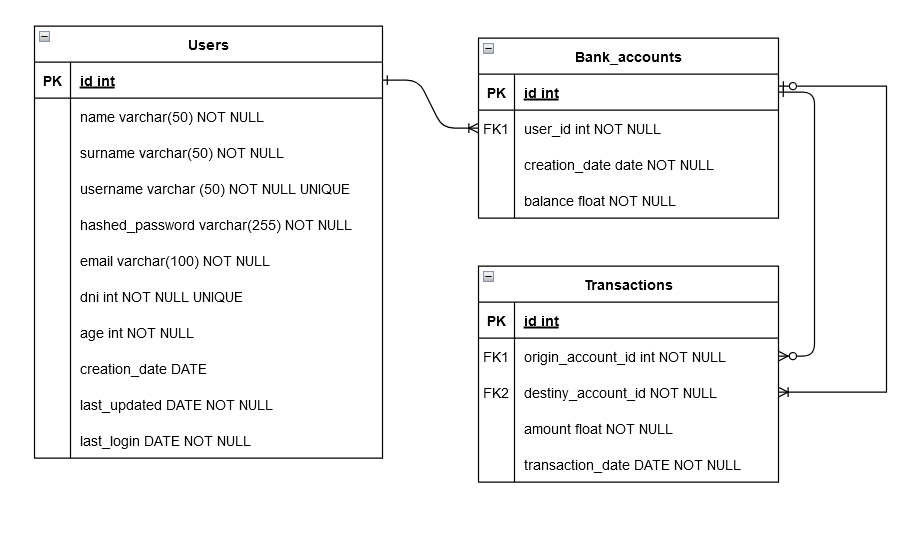 Users
PK id int
name varchar(50) NOT NULL
surname varchar(50) NOT NULL
username varchar (50) NOT NULL UNIQUE
hashed_password varchar(255) NOT NULL
email varchar(100) NOT NULL
dni int NOT NULL UNIQUE
age int NOT NULL
creation_date DATE
last_updated DATE NOT NULL
last_login DATE NOT NULL
Bank_accounts
PK id int
FK1 user_id int NOT NULL
creation_date date NOT NULL
balance float NOT NULL
Transactions
PK id int
FK1 origin_account_id int NOT NULL
FK2 destiny_account_id NOT NULL
amount float NOT NULL
transaction_date DATE NOT NULL